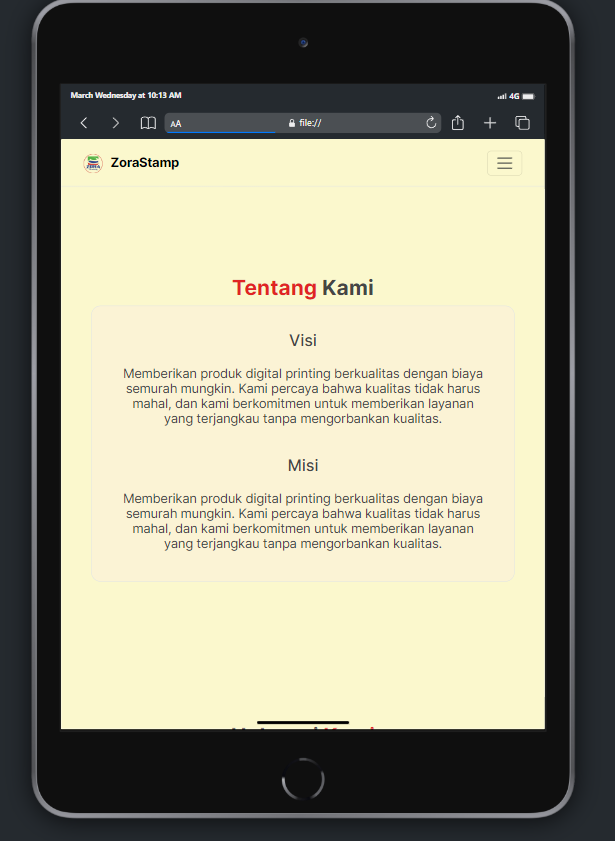 March Wednesday at 10:13 AM
4G
AA
file://
ZoraStamp
Tentang Kami
Visi
Memberikan produk digital printing berkualitas dengan biaya
semurah mungkin. Kami percaya bahwa kualitas tidak harus
mahal, dan kami berkomitmen untuk memberikan layanan
yang terjangkau tanpa mengorbankan kualitas.
Misi
Memberikan produk digital printing berkualitas dengan biaya
semurah mungkin. Kami percaya bahwa kualitas tidak harus
mahal, dan kami berkomitmen untuk memberikan layanan
yang terjangkau tanpa mengorbankan kualitas.